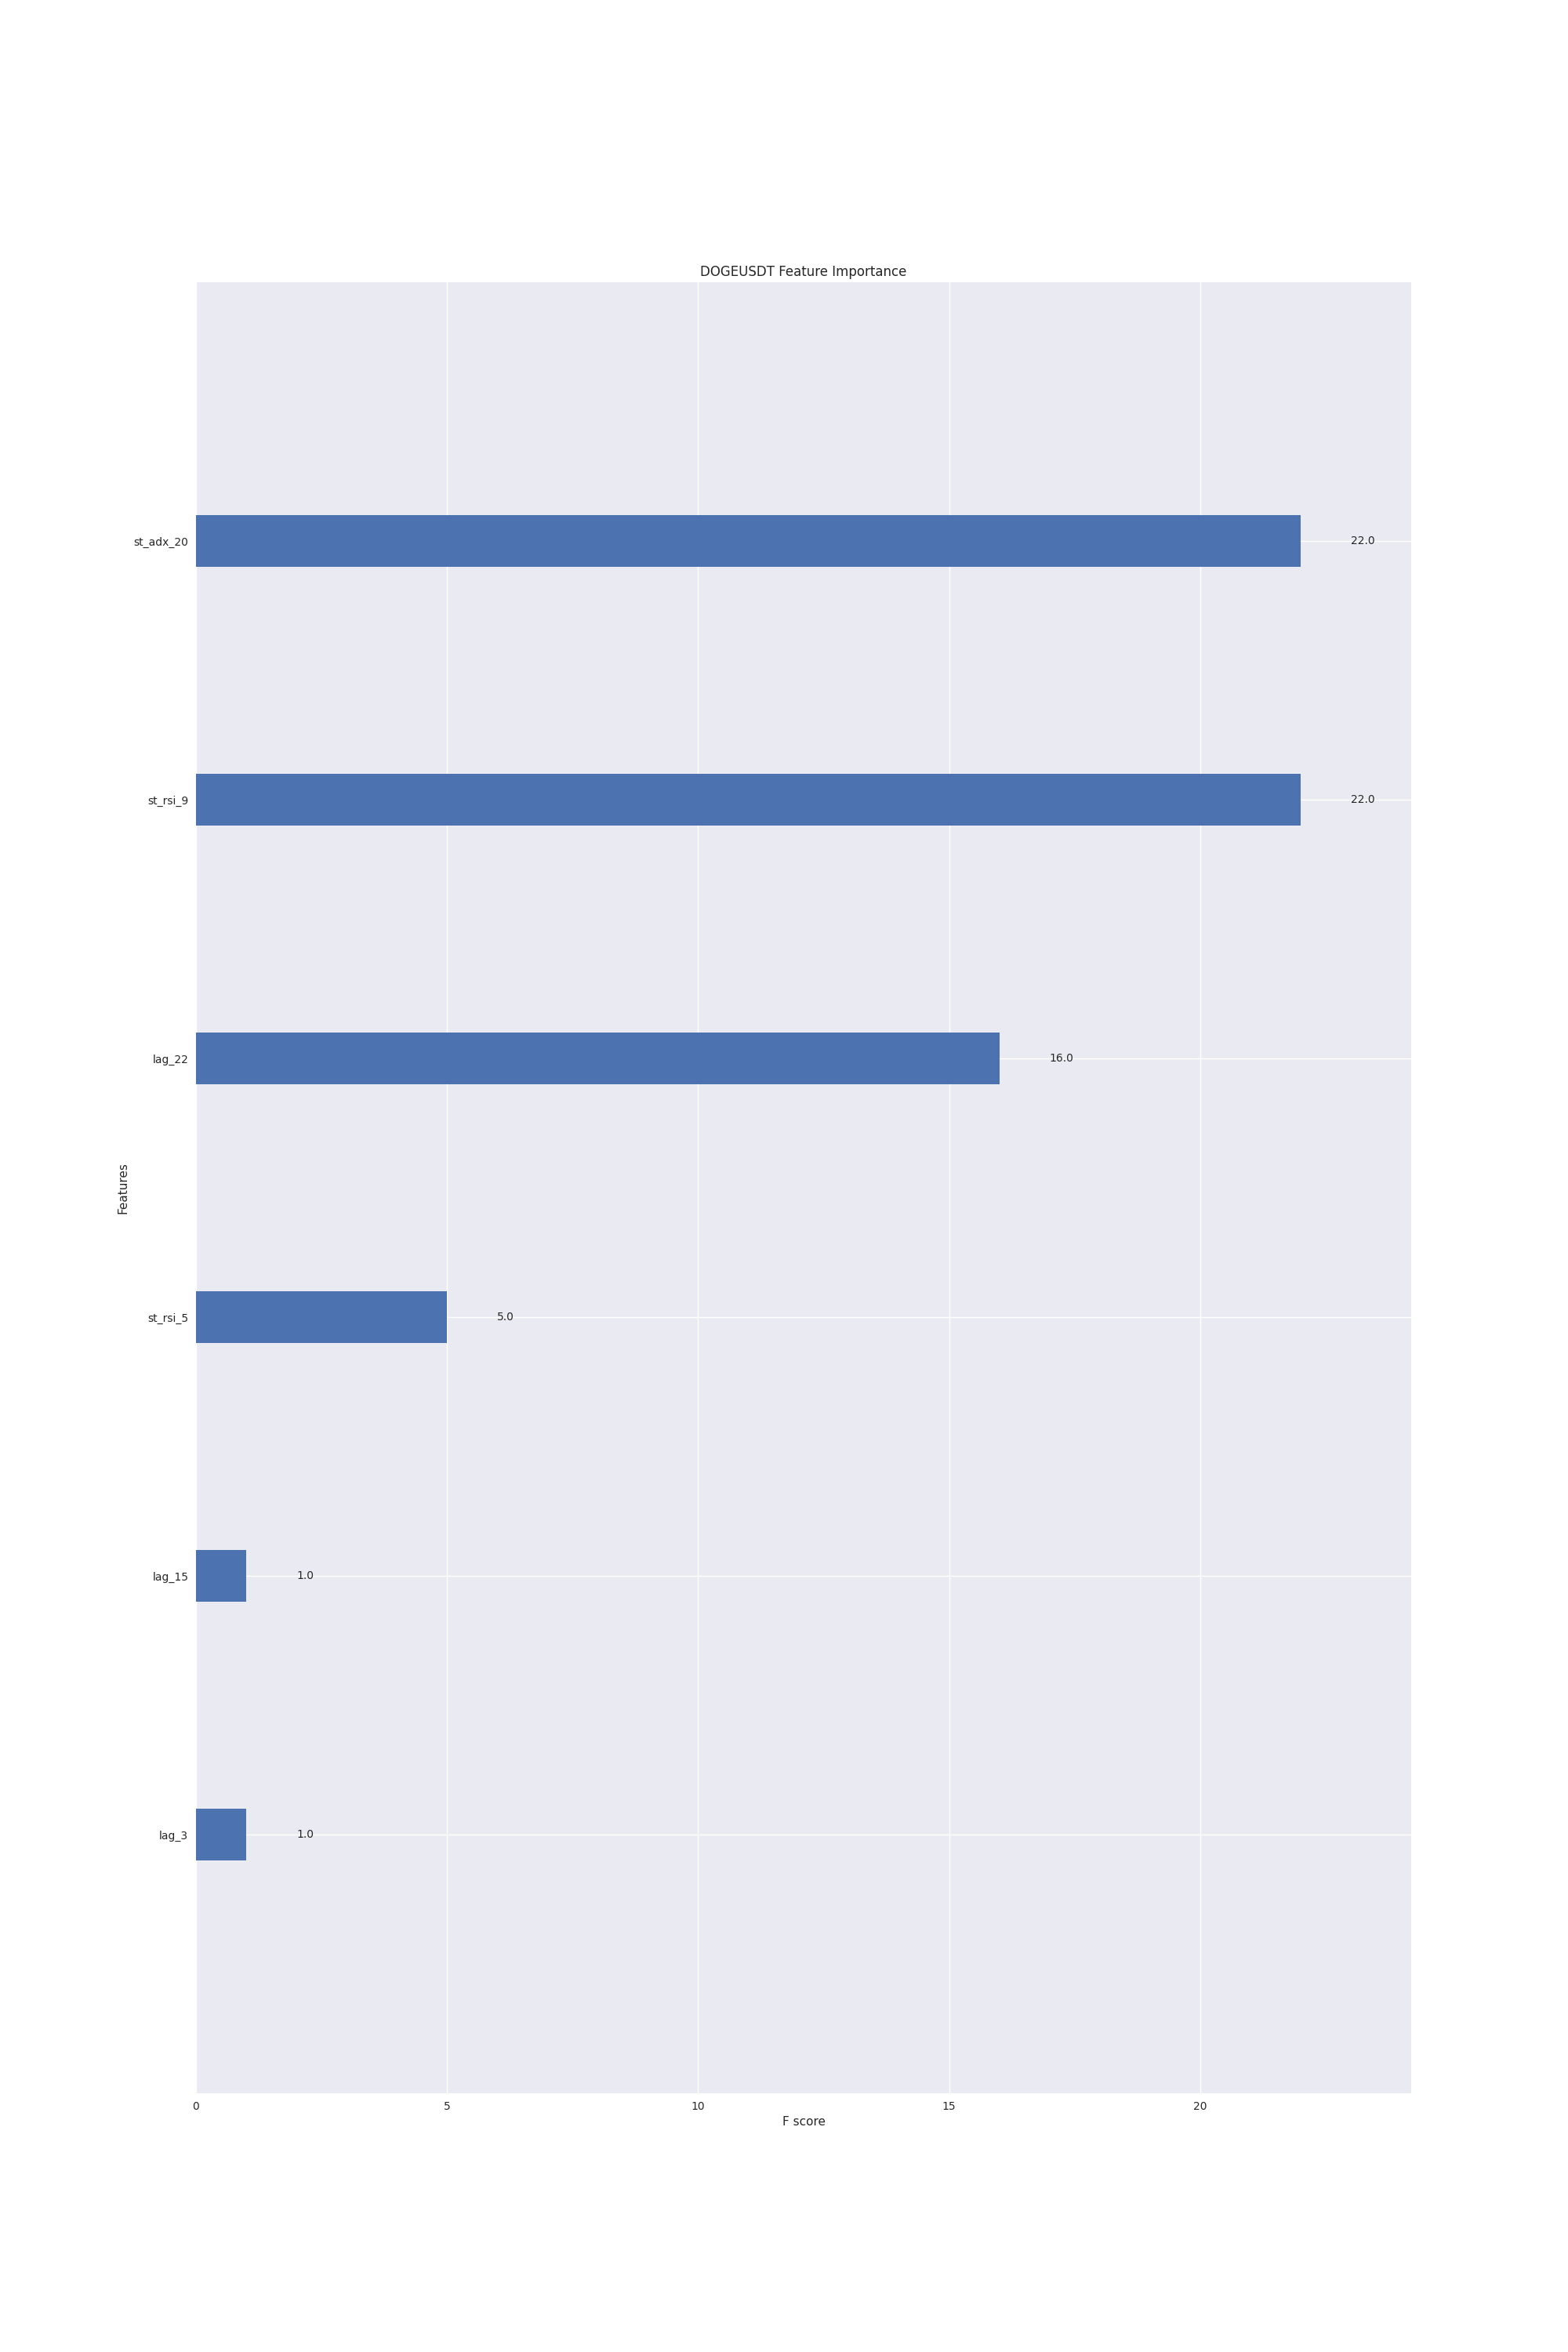 DOGEUSDT Feature Importance
st_adx_20
22.0
st_rsi_9
22.0
lag_22
16.0
Features
st_rsi_5
5.0
lag_15
1.0
lag_3
1.0
0 5 10 15 20
F score